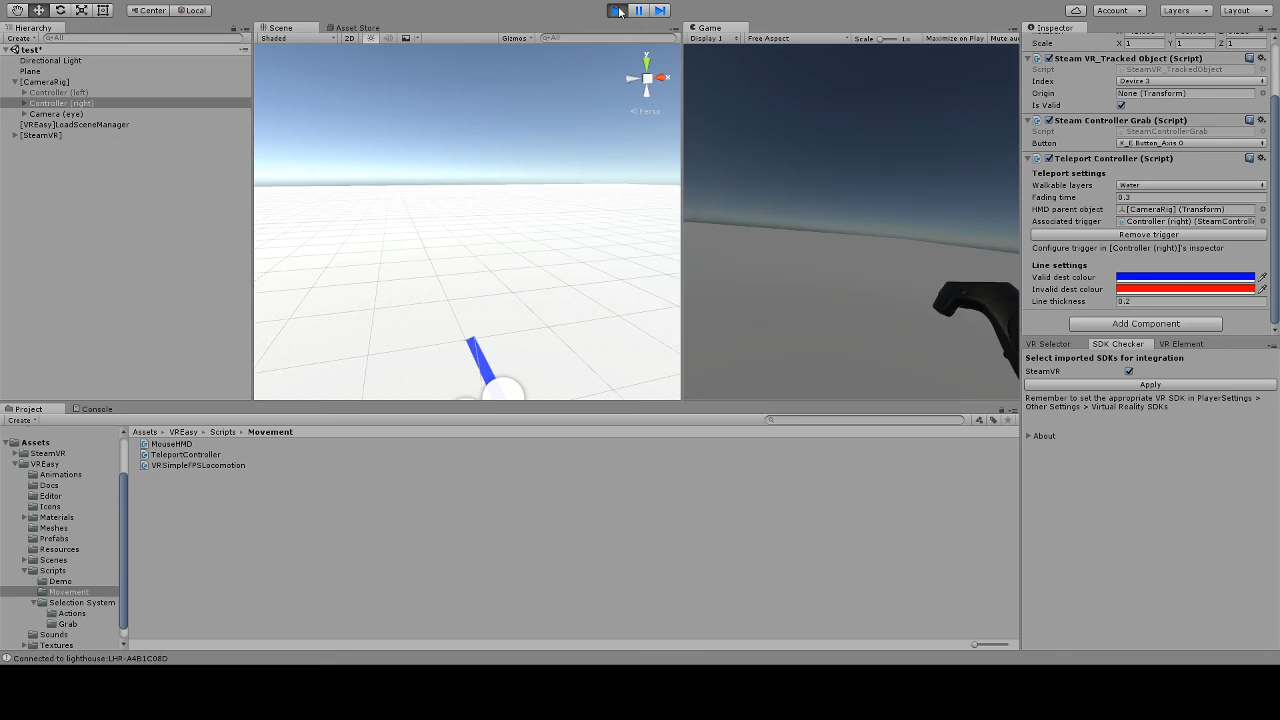 Center
Local
Account
Layers
Layout
Hierarchy
Create
All
test*
Directional Light
Plane
[CameraRig]
Controller (left)
Controller (right)
Camera (eye)
[VREasy]LoadSceneManager
[SteamVR]
Scene
Asset Store
Shaded
2D
Gizmos
All
y
x
Persp
Game
Display 1
Free Aspect
Scale
1x
Maximize on Play
Mute aud
Inspector
Scale
X 1
Y 1
Z 1
Steam VR_Tracked Object (Script)
Script
SteamVR_TrackedObject
Index
Device 3
Origin
None (Transform)
Is Valid
Steam Controller Grab (Script)
Script
SteamControllerGrab
Button
K_E Button_Axis 0
Teleport Controller (Script)
Teleport settings
Walkable layers
Water
Fading time
0.3
HMD parent object
[CameraRig] (Transform)
Associated trigger
Controller (right) (SteamControlle
Remove trigger
Configure trigger in [Controller (right)]'s inspector
Line settings
Valid dest colour
Invalid dest colour
Line thickness
0.2
Add Component
VR Selector
SDK Checker
VR Element
Select imported SDKs for integration
SteamVR
Apply
Remember to set the appropriate VR SDK in PlayerSettings >
Other Settings > Virtual Reality SDKs
About
Project
Console
Create
Assets
SteamVR
VREasy
Animations
Docs
Editor
Icons
Materials
Meshes
Prefabs
Resources
Scenes
Scripts
Demo
Movement
Selection System
Actions
Grab
Sounds
Textures
Assets
VREasy
Scripts
Movement
MouseHMD
TeleportController
VRSimpleFPSLocomotion
Connected to lighthouse:LHR-A4B1C08D